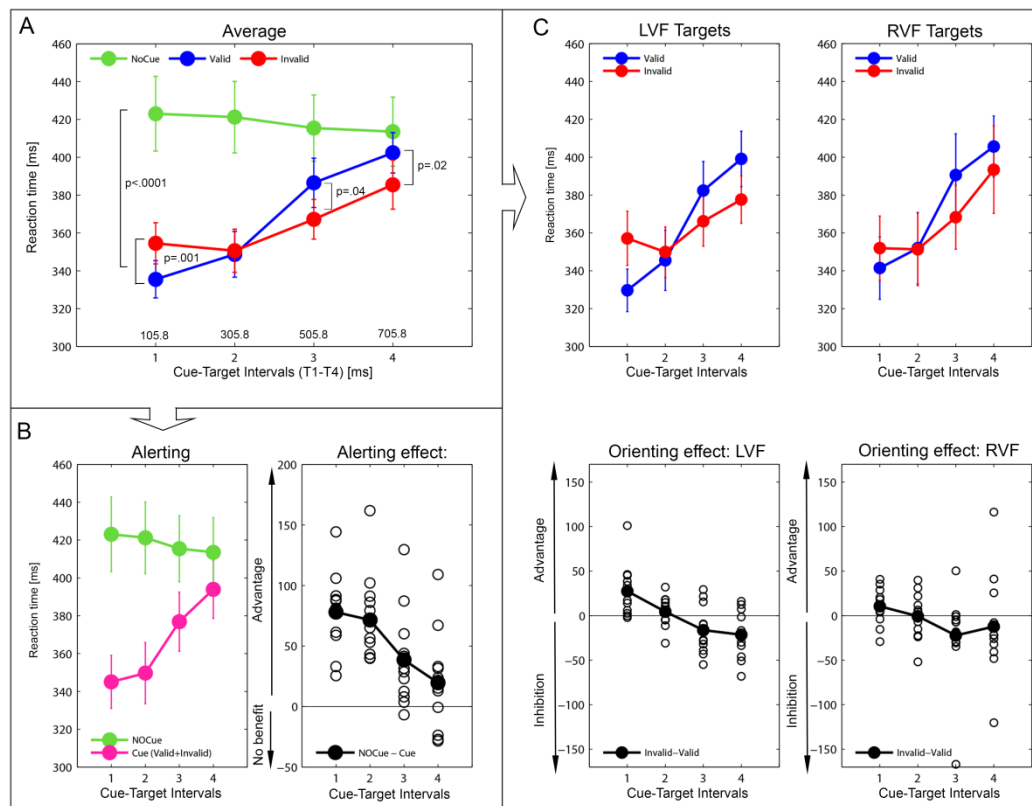 A
Average
460
440
420
400
380
360
340
320
300
Reaction time [ms]
NoCue
Valid
Invalid
p<.0001
p=.001
p=.04
p=.02
105.8
305.8
505.8
705.8
1
2
3
4
Cue-Target Intervals (T1-T4) [ms]
B
Alerting
460
440
420
400
380
360
340
320
300
Reaction time [ms]
NOCue
Cue (Valid+Invalid)
1
2
3
4
Cue-Target Intervals
Alerting effect:
Advantage
No benefit
200
150
100
50
0
−50
NOCue − Cue
1
2
3
4
Cue-Target Intervals
C
LVF Targets
460
440
420
400
380
360
340
320
300
Reaction time [ms]
Valid
Invalid
1
2
3
4
Cue-Target Intervals
RVF Targets
460
440
420
400
380
360
340
320
300
Valid
Invalid
1
2
3
4
Cue-Target Intervals
Orienting effect: LVF
Advantage
Inhibition
150
100
50
0
−50
−100
−150
Invalid−Valid
1
2
3
4
Cue-Target Intervals
Orienting effect: RVF
Advantage
Inhibition
150
100
50
0
−50
−100
−150
Invalid−Valid
1
2
3
4
Cue-Target Intervals